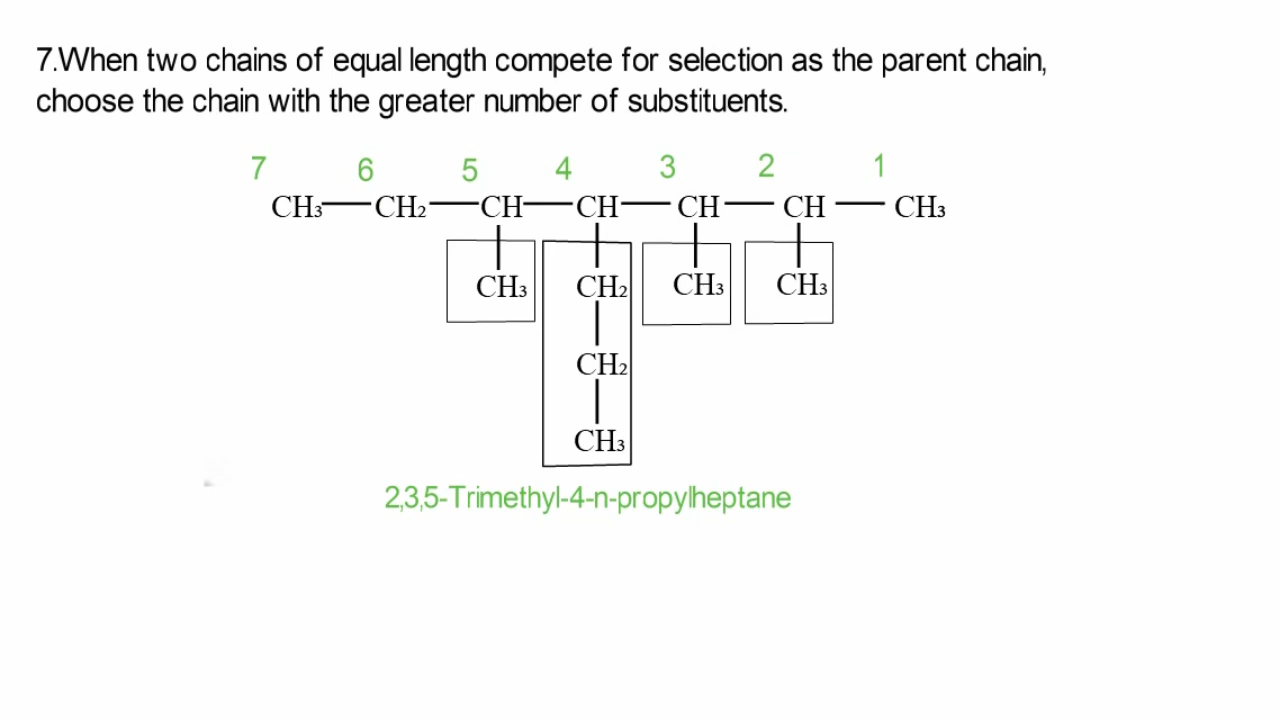 7.When two chains of equal length compete for selection as the parent chain,
choose the chain with the greater number of substituents.
7 6 5 4 3 2 1
CH₃—CH₂—CH—CH—CH—CH—CH₃
CH₃ CH₂ CH₃ CH₃
CH₂
CH₃
2,3,5-Trimethyl-4-n-propylheptane